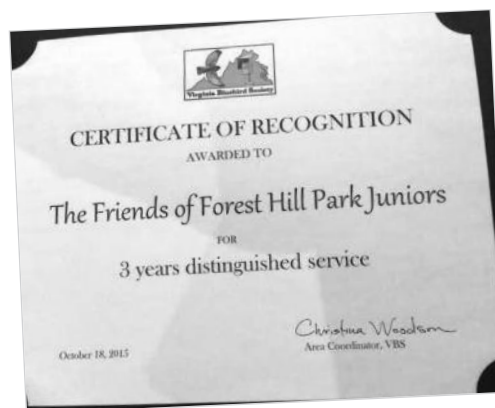 Virginia Bluebird Society
CERTIFICATE OF RECOGNITION
AWARDED TO
The Friends of Forest Hill Park Juniors
FOR
3 years distinguished service
Christina Woodson
October 18, 2015
Area Coordinator, VBS